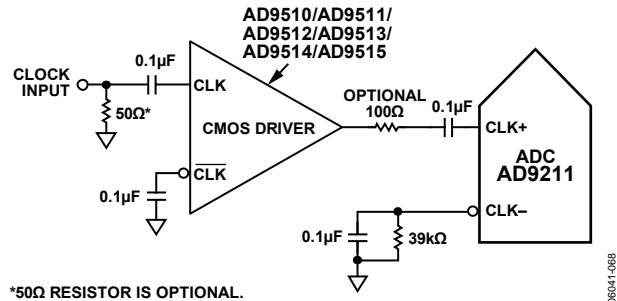 AD9510/AD9511/
AD9512/AD9513/
AD9514/AD9515
CLOCK
INPUT
0.1µF
CLK
50Ω*
CMOS DRIVER
CLK
0.1µF
OPTIONAL
100Ω
0.1µF
CLK+
ADC
AD9211
CLK–
0.1µF
39kΩ
*50Ω RESISTOR IS OPTIONAL.
06041-068